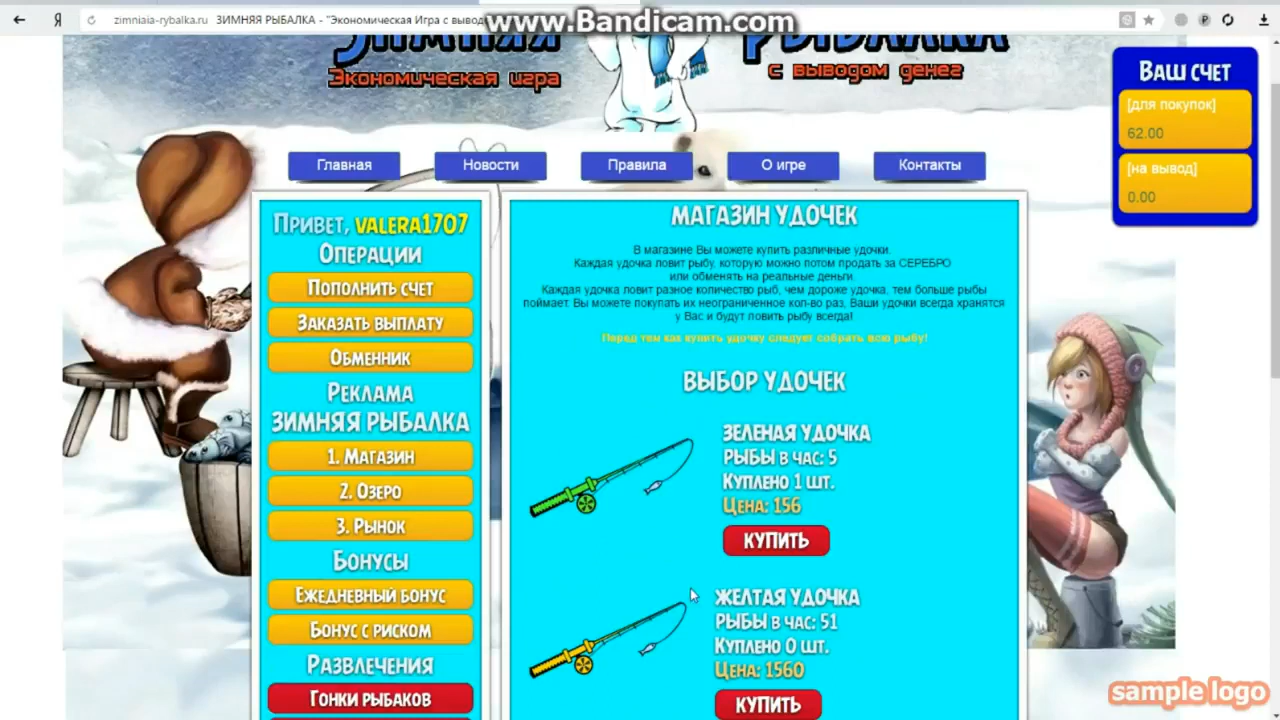 zimniaia-rybalka.ru ЗИМНЯЯ РЫБАЛКА - "Экономическая Игра с вывод
www.Bandicam.com
ЗИМНЯЯ РЫБАЛКА
Экономическая игра с выводом денег
Ваш счет
[для покупок]
62.00
[на вывод]
0.00
Главная Новости Правила О игре Контакты
Привет, VALERA1707
Операции
Пополнить счет
Заказать выплату
Обменник
Реклама
ЗИМНЯЯ РЫБАЛКА
1. Магазин
2. Озеро
3. Рынок
Бонусы
Ежедневный бонус
Бонус с риском
Развлечения
Гонки рыбаков
МАГАЗИН УДОЧЕК
В магазине Вы можете купить различные удочки.
Каждая удочка ловит рыбу, которую можно потом продать за СЕРЕБРО
или обменять на реальные деньги.
Каждая удочка ловит разное количество рыб, чем дороже удочка, тем больше рыбы
поймает. Вы можете покупать их неограниченное кол-во раз, Ваши удочки всегда хранятся
у Вас и будут ловить рыбу всегда!
Перед тем как купить удочку следует собрать всю рыбу!
ВЫБОР УДОЧЕК
ЗЕЛЕНАЯ УДОЧКА
РЫБЫ В ЧАС: 5
КУПЛЕНО 1 ШТ.
ЦЕНА: 156
КУПИТЬ
ЖЕЛТАЯ УДОЧКА
РЫБЫ В ЧАС: 51
КУПЛЕНО 0 ШТ.
ЦЕНА: 1560
КУПИТЬ
sample logo